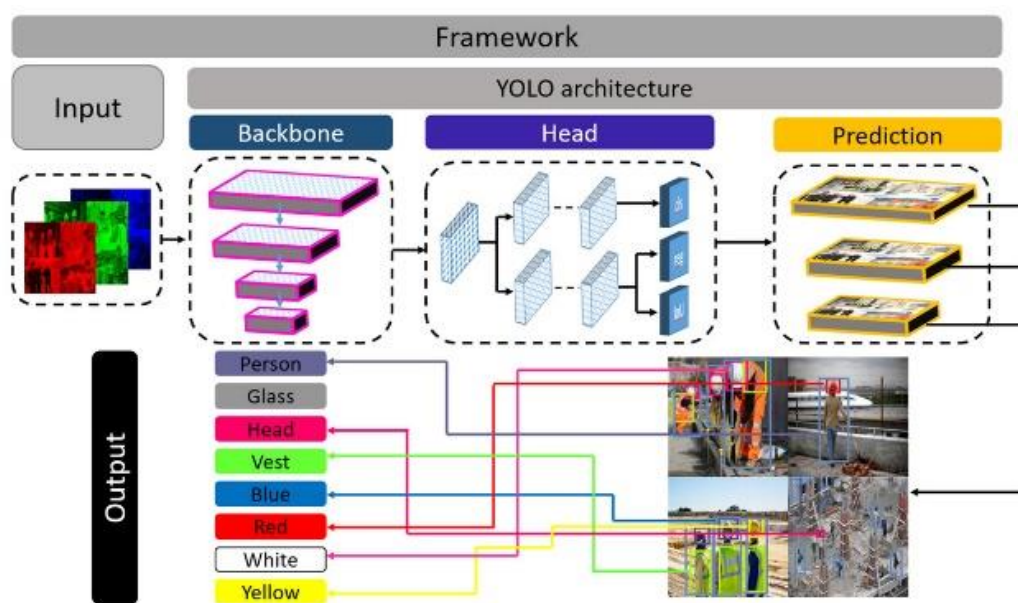 Framework
Input
YOLO architecture
Backbone
Head
Prediction
Output
Person
Glass
Head
Vest
Blue
Red
White
Yellow